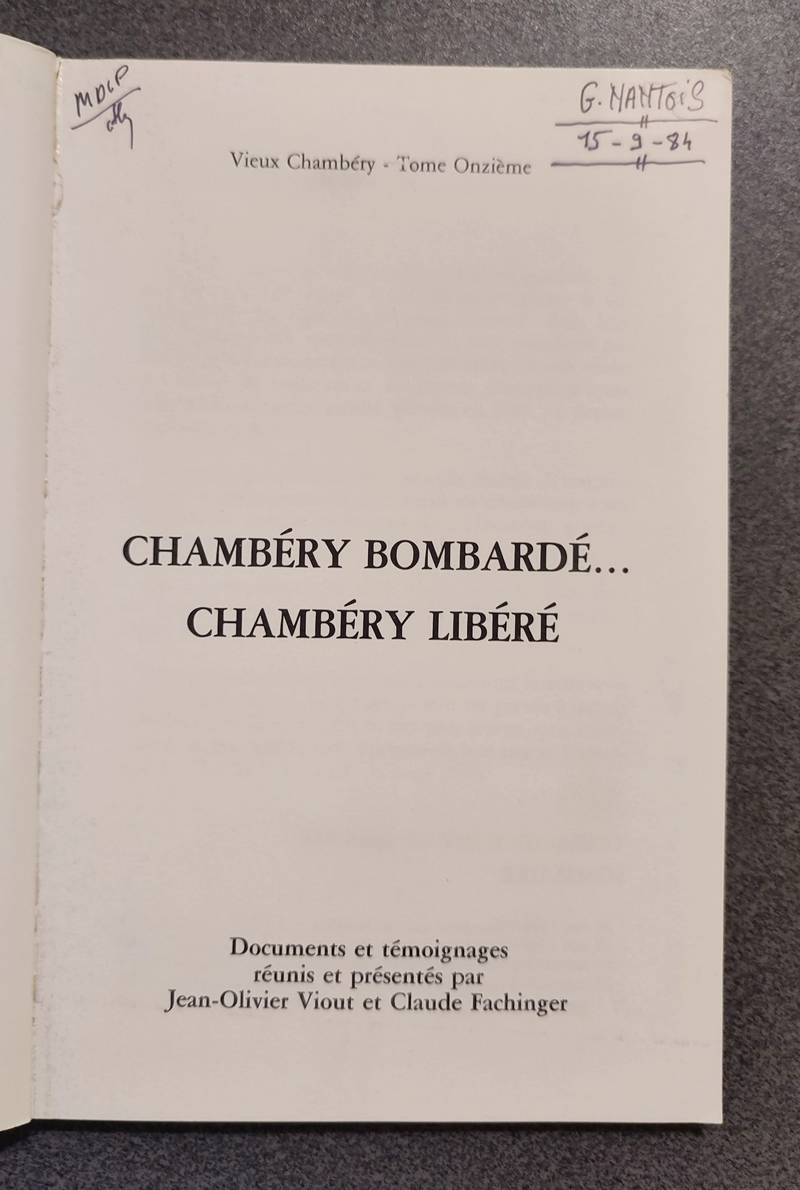 MDLP
G. NANTOiS
15-9-84
Vieux Chambéry - Tome Onzième
CHAMBÉRY BOMBARDÉ...
CHAMBÉRY LIBÉRÉ
Documents et témoignages
réunis et présentés par
Jean-Olivier Viout et Claude Fachinger